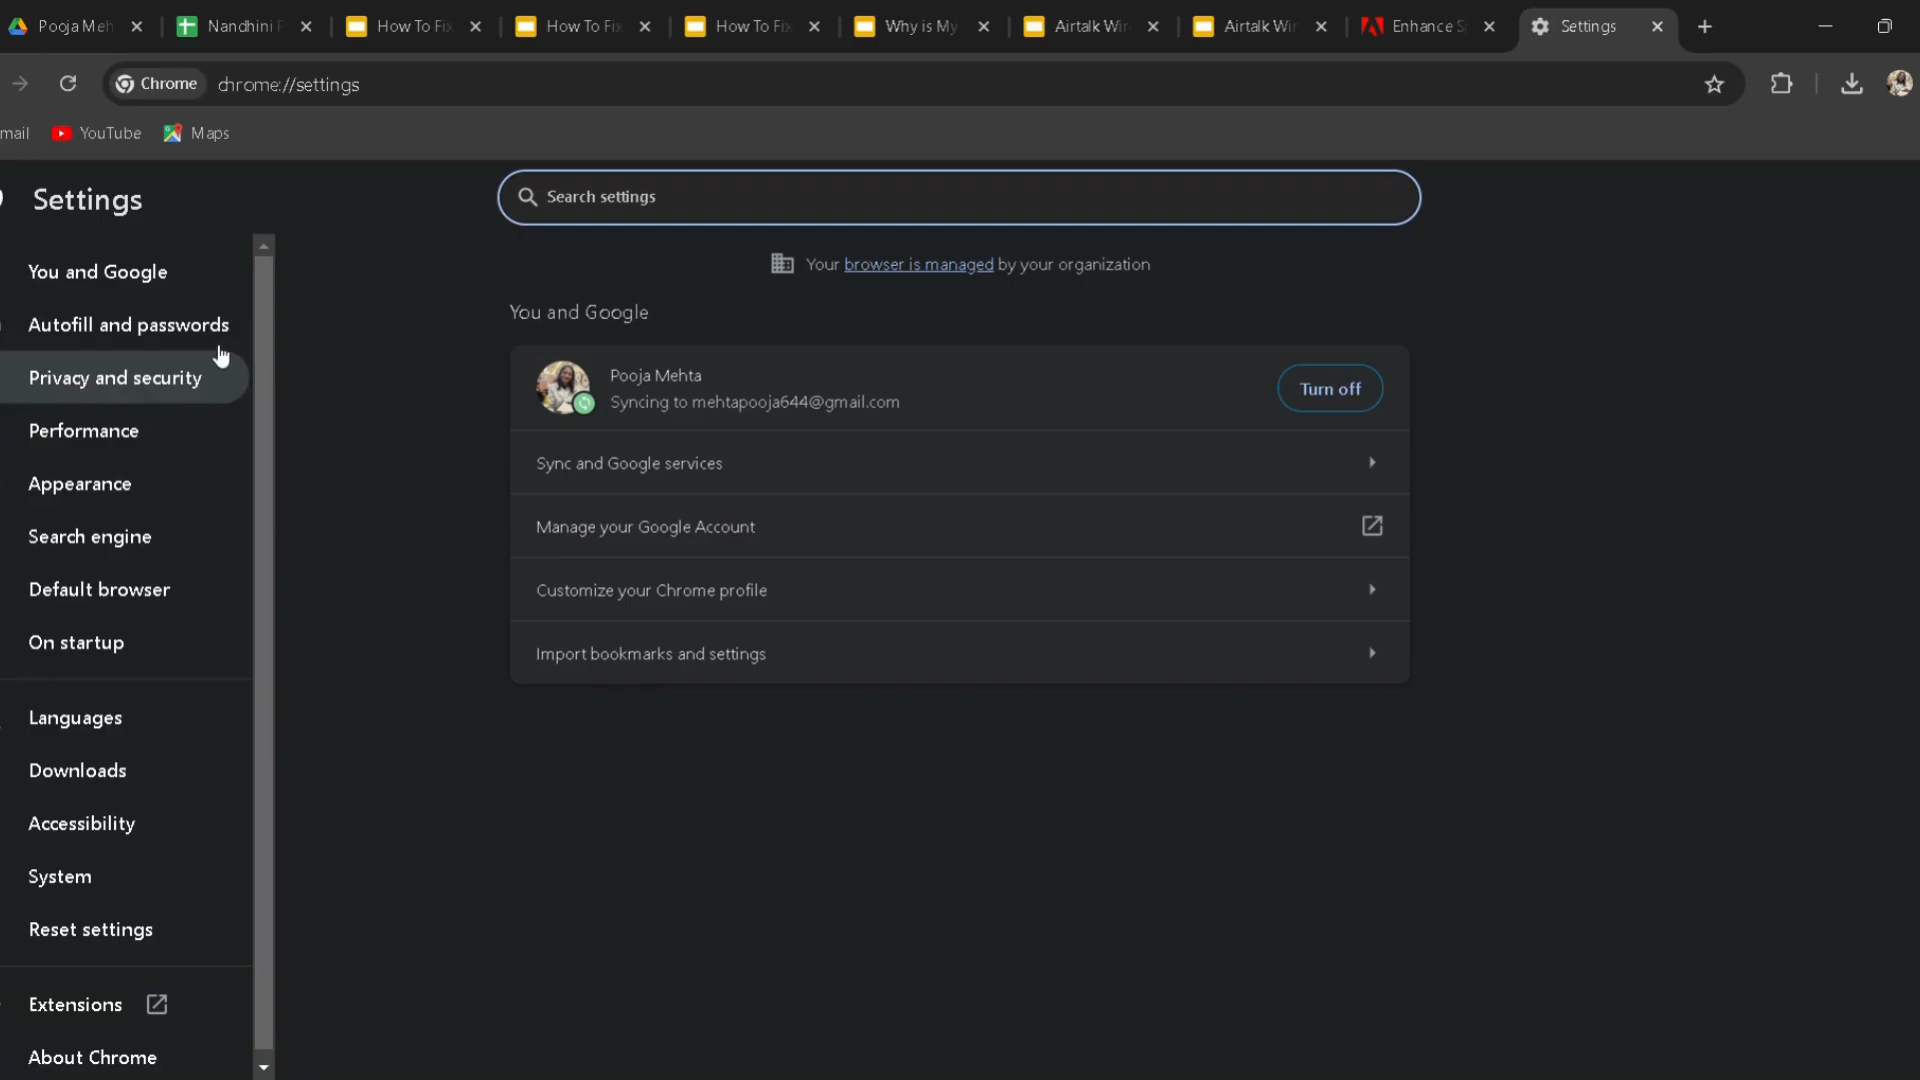 Pooja Meh
Nandhini
How To Fix
How To Fix
How To Fix
Why is My
Airtalk Wir
Airtalk Wir
Enhance S
Settings
Chrome
chrome://settings
mail
YouTube
Maps
Settings
Search settings
Your browser is managed by your organization
You and Google
Autofill and passwords
Privacy and security
Performance
Appearance
Search engine
Default browser
On startup
Languages
Downloads
Accessibility
System
Reset settings
Extensions
About Chrome
You and Google
Pooja Mehta
Syncing to mehtapooja644@gmail.com
Turn off
Sync and Google services
Manage your Google Account
Customize your Chrome profile
Import bookmarks and settings